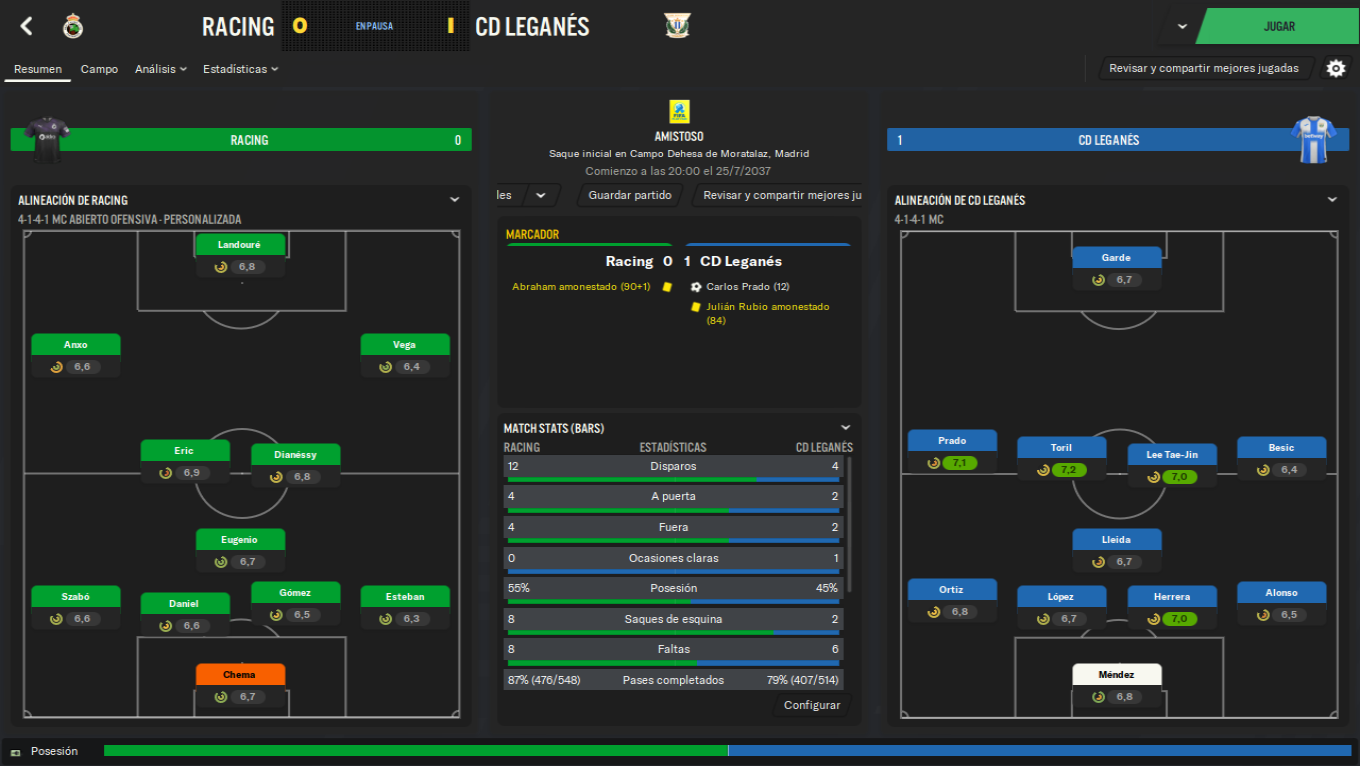 RACING
0
EN PAUSA
1
CD LEGANÉS
JUGAR
Resumen
Campo
Análisis
Estadísticas
Revisar y compartir mejores jugadas
RACING
0
ALINEACIÓN DE RACING
4-1-4-1 MC ABIERTO OFENSIVA - PERSONALIZADA
Landouré
6,8
Anxo
6,6
Vega
6,4
Eric
6,9
Dianéssy
6,8
Eugenio
6,7
Szabó
6,6
Daniel
6,6
Gómez
6,5
Esteban
6,3
Chema
6,7
FIFA
AMISTOSO
Saque inicial en Campo Dehesa de Moratalaz, Madrid
Comienzo a las 20:00 el 25/7/2037
les
Guardar partido
Revisar y compartir mejores ju
MARCADOR
Racing 0 1 CD Leganés
Abraham amonestado (90+1)
Carlos Prado (12)
Julián Rubio amonestado
(84)
MATCH STATS (BARS)
RACING ESTADÍSTICAS CD LEGANÉS
12 Disparos 4
4 A puerta 2
4 Fuera 2
0 Ocasiones claras 1
55% Posesión 45%
8 Saques de esquina 2
8 Faltas 6
87% (476/548) Pases completados 79% (407/514)
Configurar
1
CD LEGANÉS
betway
ALINEACIÓN DE CD LEGANÉS
4-1-4-1 MC
Garde
6,7
Prado
7,1
Toril
7,2
Lee Tae-Jin
7,0
Besic
6,4
Lleida
6,7
Ortiz
6,8
López
6,7
Herrera
7,0
Alonso
6,5
Méndez
6,8
Posesión